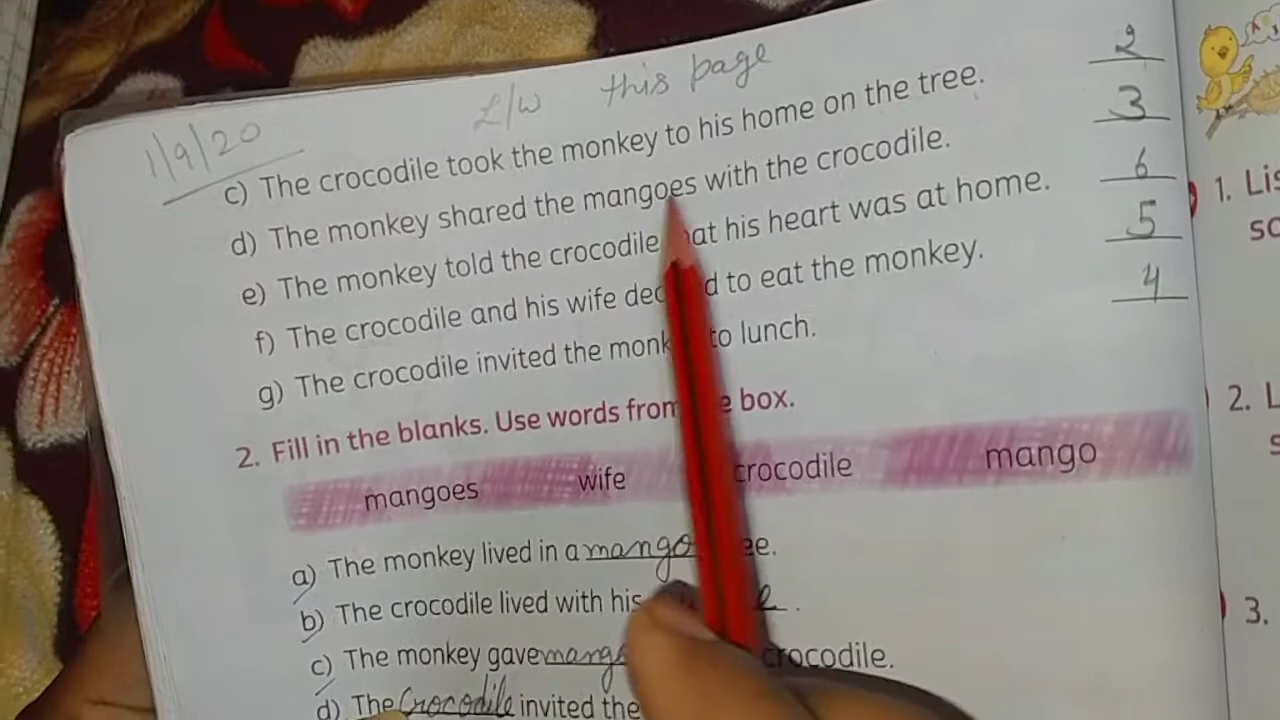 1/9/20 L/W this page
c) The crocodile took the monkey to his home on the tree. 2
d) The monkey shared the mangoes with the crocodile. 3
e) The monkey told the crocodile hat his heart was at home. 6
f) The crocodile and his wife dec d to eat the monkey. 5
g) The crocodile invited the monk to lunch. 4
2. Fill in the blanks. Use words from e box.
mangoes wife crocodile mango
a) The monkey lived in a mango ee.
b) The crocodile lived with his e.
c) The monkey gave mang crocodile.
d) The Crocodile invited the
1. Lis
so
2. L
s
3.